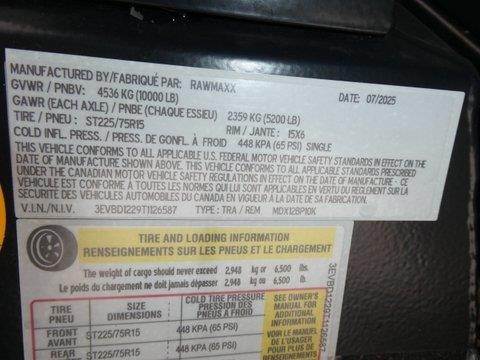 MANUFACTURED BY/FABRIQUÉ PAR: RAWMAXX DATE: 07/2025
GVWR / PNBV: 4536 KG (10000 LB)
GAWR (EACH AXLE) / PNBE (CHAQUE ESSIEU) 2359 KG (5200 LB)
TIRE / PNEU : ST225/75R15 RIM / JANTE : 15X6
COLD INFL. PRESS. / PRESS. DE GONFL. À FROID 448 KPA (65 PSI) SINGLE
THIS VEHICLE CONFORMS TO ALL APPLICABLE U.S. FEDERAL MOTOR VEHICLE SAFETY STANDARDS IN EFFECT ON THE
DATE OF MANUFACTURE SHOWN ABOVE. THIS VEHICLE CONFORMS TO ALL APPLICABLE STANDARDS PRESCRIBED
UNDER THE CANADIAN MOTOR VEHICLE SAFETY REGULATIONS IN EFFECT ON THE DATE OF MANUFACTURE - CE
VÉHICULE EST CONFORME À TOUTES LES NORMES QUI LUI SONT APPLICABLES EN VERTU DU RÈGLEMENT SUR LA
SÉCURITÉ DES VÉHICULES AUTOMOBILES DU CANADA EN VIGUEUR À LA DATE DE SA FABRICATION
V.I.N./N.I.V. 3EVBD1229T1126587 TYPE : TRA / REM MDX12BP10K
TIRE AND LOADING INFORMATION
RENSEIGNEMENTS SUR LES PNEUS ET LE CHARGEMENT
The weight of cargo should never exceed 2,948 kg or 6,500 lbs.
Le poids du chargement ne doit jamais dépasser 2,948 kg ou 6,500 lb.
3EVBD1229T1126587
TIRE
PNEU
SIZE
DIMENSIONS
COLD TIRE PRESSURE
SEE OWNER'S
MANUAL FOR
ADDITIONAL
INFORMATION
VOIR LE MANUEL
DE L'USAGER
FRONT
AVANT
ST225/75R15
448 KPA (65 PSI)
REAR
ST225/75R15
448 KPA (65 PSI)